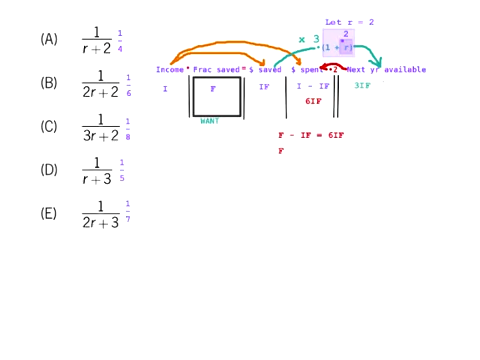 Let r = 2
× 3
2
•(1 + r)
Income • Frac saved = $ saved $ spent •2 Next yr available
I F IF I - IF 3IF
6IF
WANT
F - IF = 6IF
F
(A) 1/(r + 2) 1/4
(B) 1/(2r + 2) 1/6
(C) 1/(3r + 2) 1/8
(D) 1/(r + 3) 1/5
(E) 1/(2r + 3) 1/7